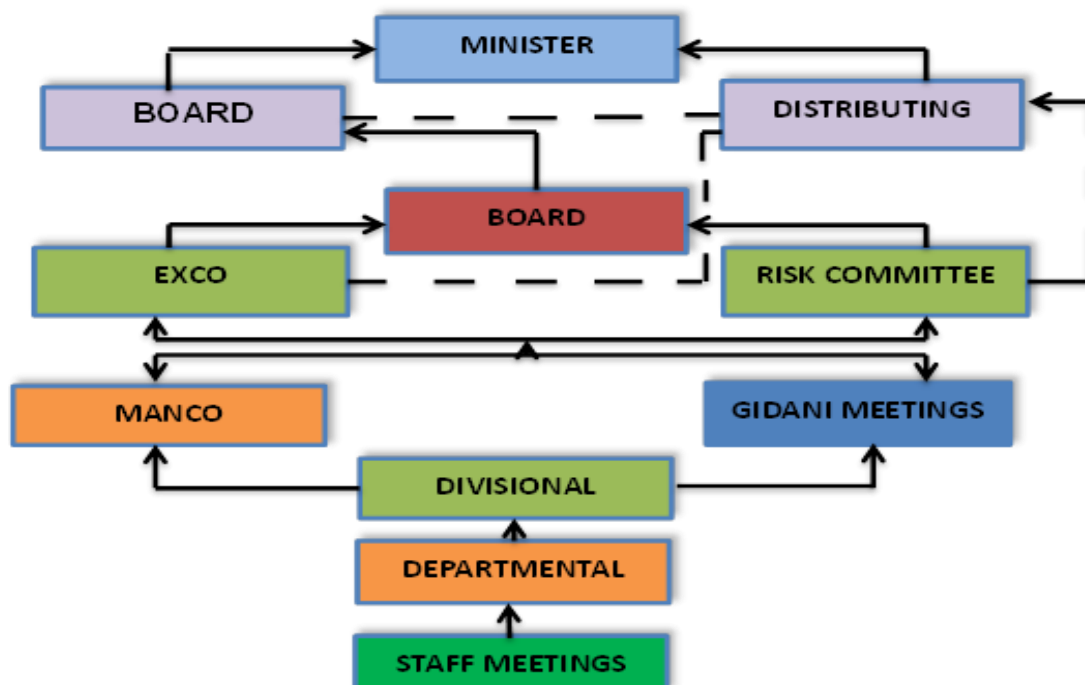 MINISTER
BOARD
DISTRIBUTING
BOARD
EXCO
RISK COMMITTEE
MANCO
GIDANI MEETINGS
DIVISIONAL
DEPARTMENTAL
STAFF MEETINGS